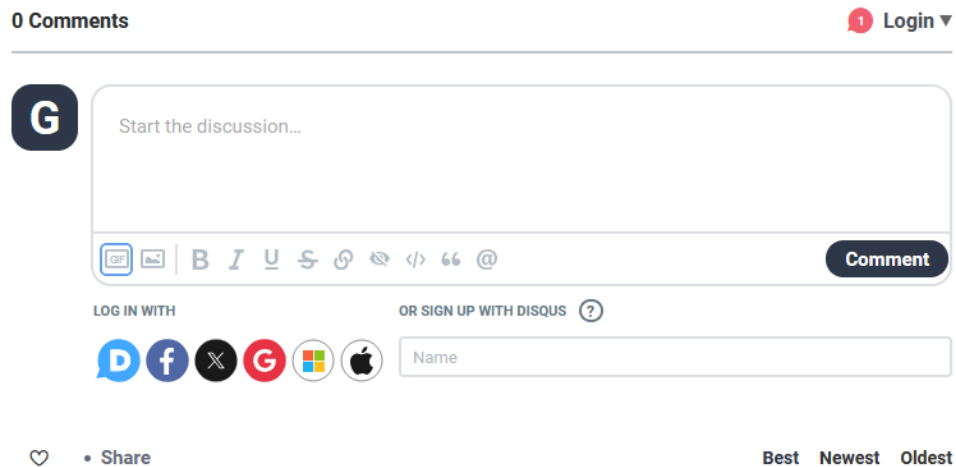 0 Comments
1 Login
G
Start the discussion…
GIF B I U S </> @ Comment
LOG IN WITH OR SIGN UP WITH DISQUS ?
D f X G Name
• Share Best Newest Oldest